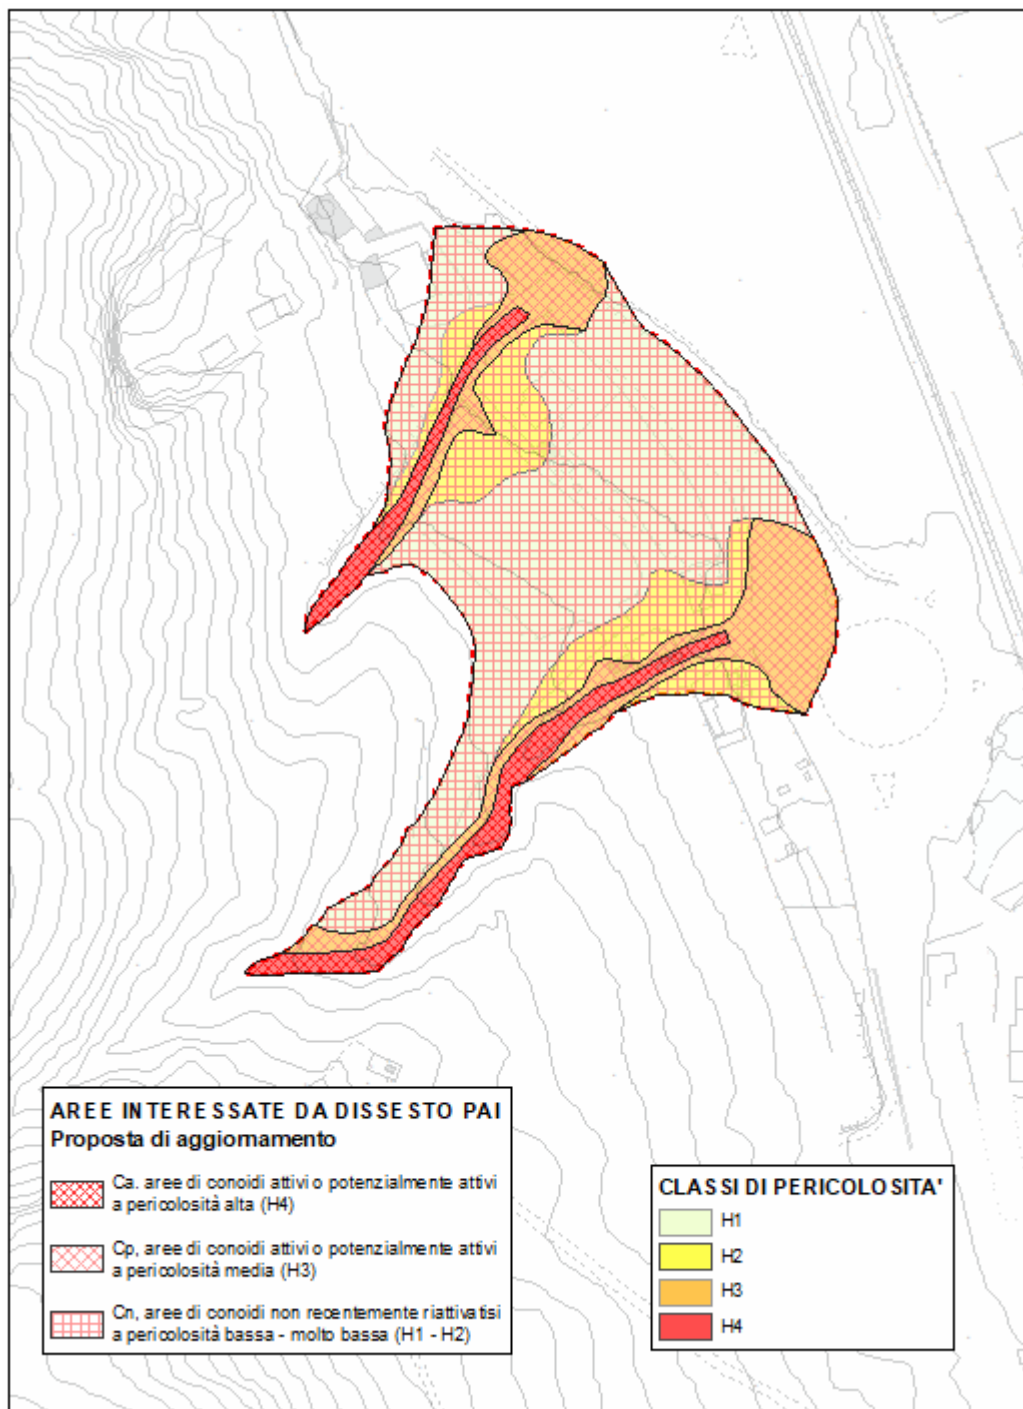 AREE INTERESSATE DA DISSESTO PAI
Proposta di aggiornamento
Ca. aree di conoidi attivi o potenzialmente attivi
a pericolosità alta (H4)
Cp, aree di conoidi attivi o potenzialmente attivi
a pericolosità media (H3)
Cn, aree di conoidi non recentemente riattivatisi
a pericolosità bassa - molto bassa (H1 - H2)
CLASSI DI PERICOLOSITA'
H1
H2
H3
H4